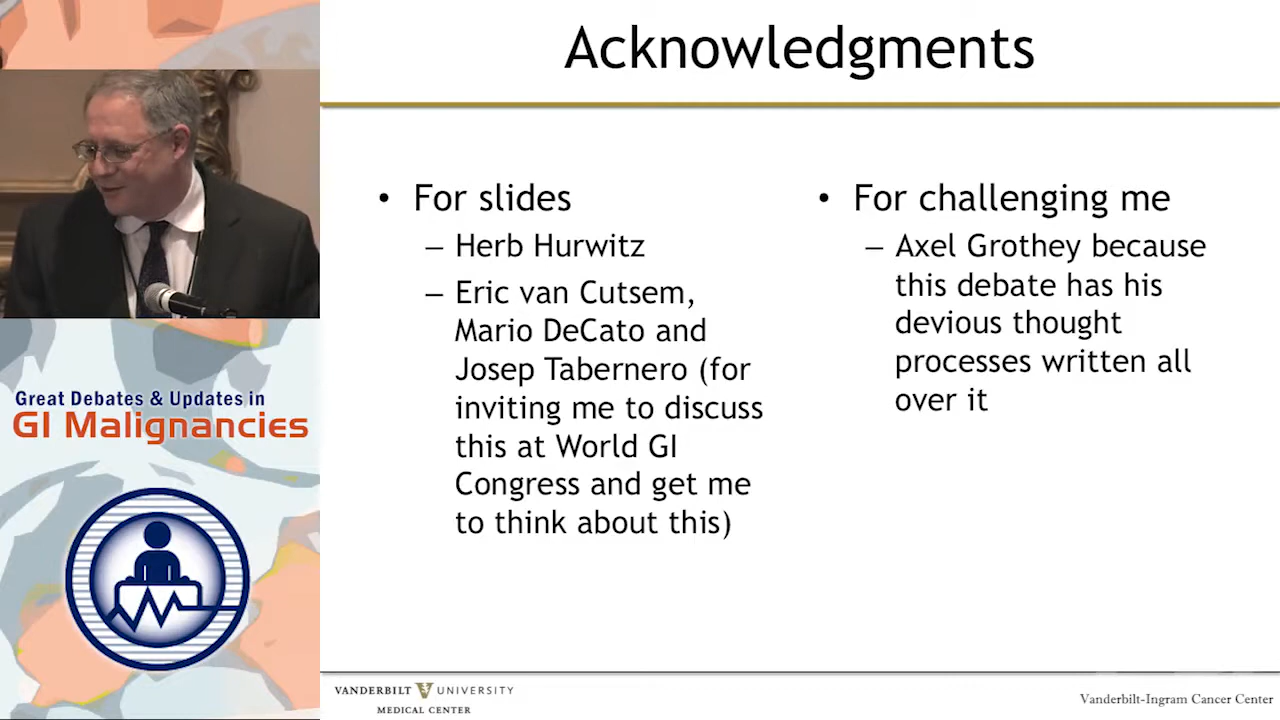 Acknowledgments
• For slides
– Herb Hurwitz
– Eric van Cutsem,
Mario DeCato and
Josep Tabernero (for
inviting me to discuss
this at World GI
Congress and get me
to think about this)
• For challenging me
– Axel Grothey because
this debate has his
devious thought
processes written all
over it
Great Debates & Updates in
GI Malignancies
VANDERBILT UNIVERSITY
MEDICAL CENTER
Vanderbilt-Ingram Cancer Center